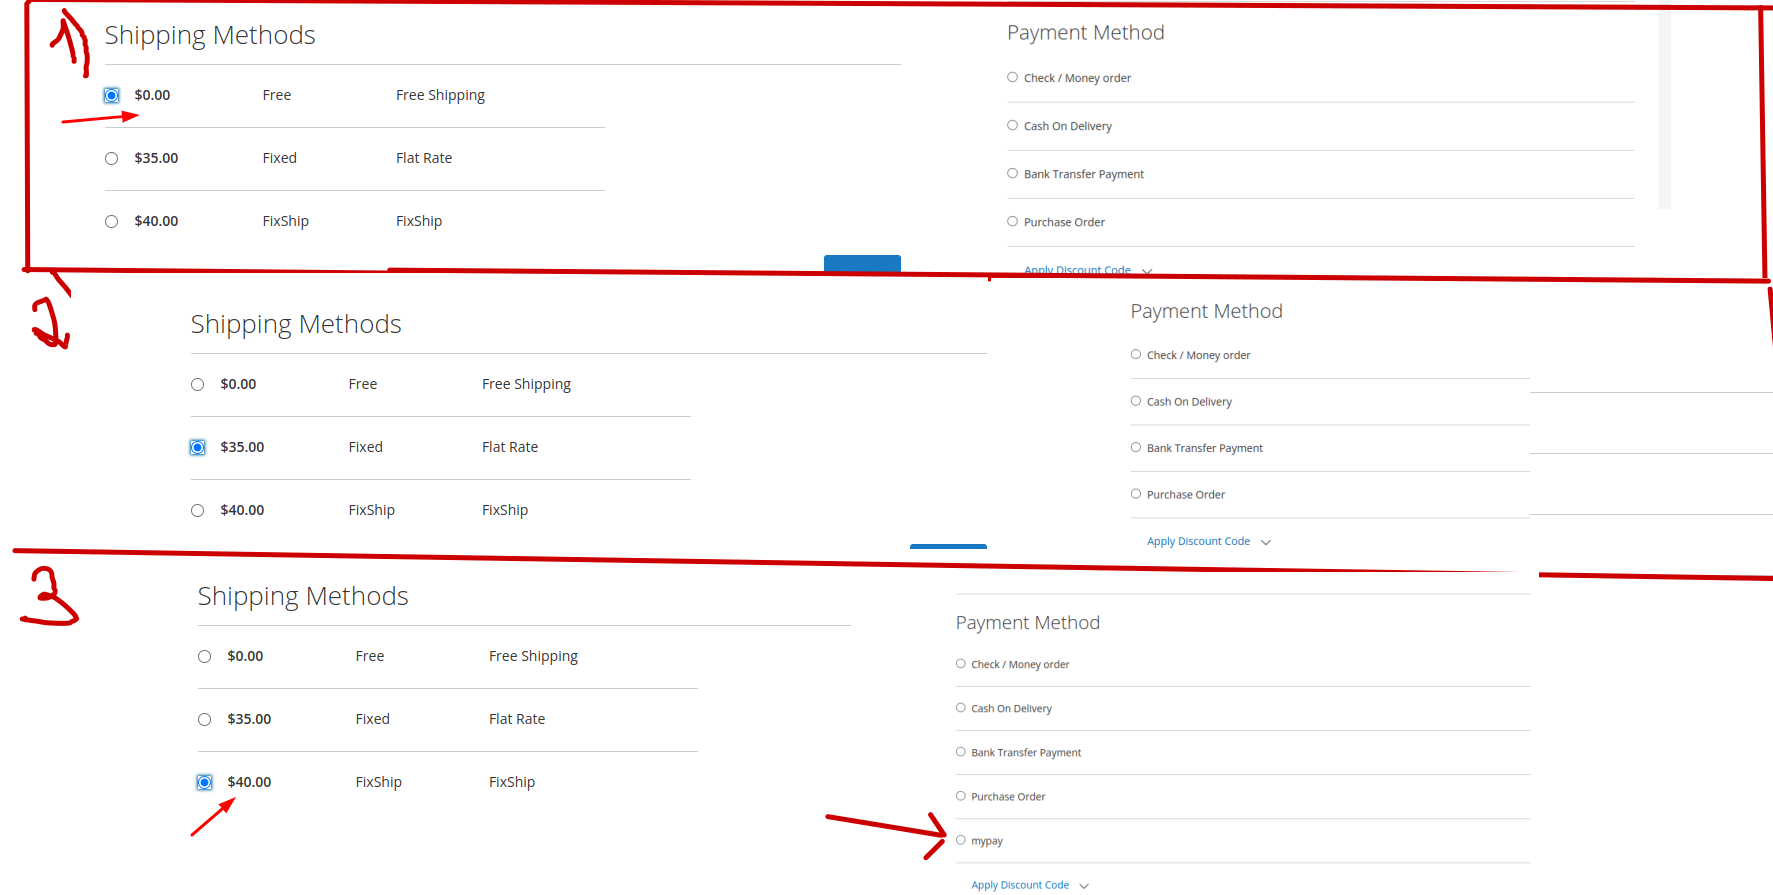 1)
Shipping Methods
$0.00 Free Free Shipping
$35.00 Fixed Flat Rate
$40.00 FixShip FixShip
Payment Method
Check / Money order
Cash On Delivery
Bank Transfer Payment
Purchase Order
Apply Discount Code
2
Shipping Methods
$0.00 Free Free Shipping
$35.00 Fixed Flat Rate
$40.00 FixShip FixShip
Payment Method
Check / Money order
Cash On Delivery
Bank Transfer Payment
Purchase Order
Apply Discount Code
3
Shipping Methods
$0.00 Free Free Shipping
$35.00 Fixed Flat Rate
$40.00 FixShip FixShip
Payment Method
Check / Money order
Cash On Delivery
Bank Transfer Payment
Purchase Order
mypay
Apply Discount Code